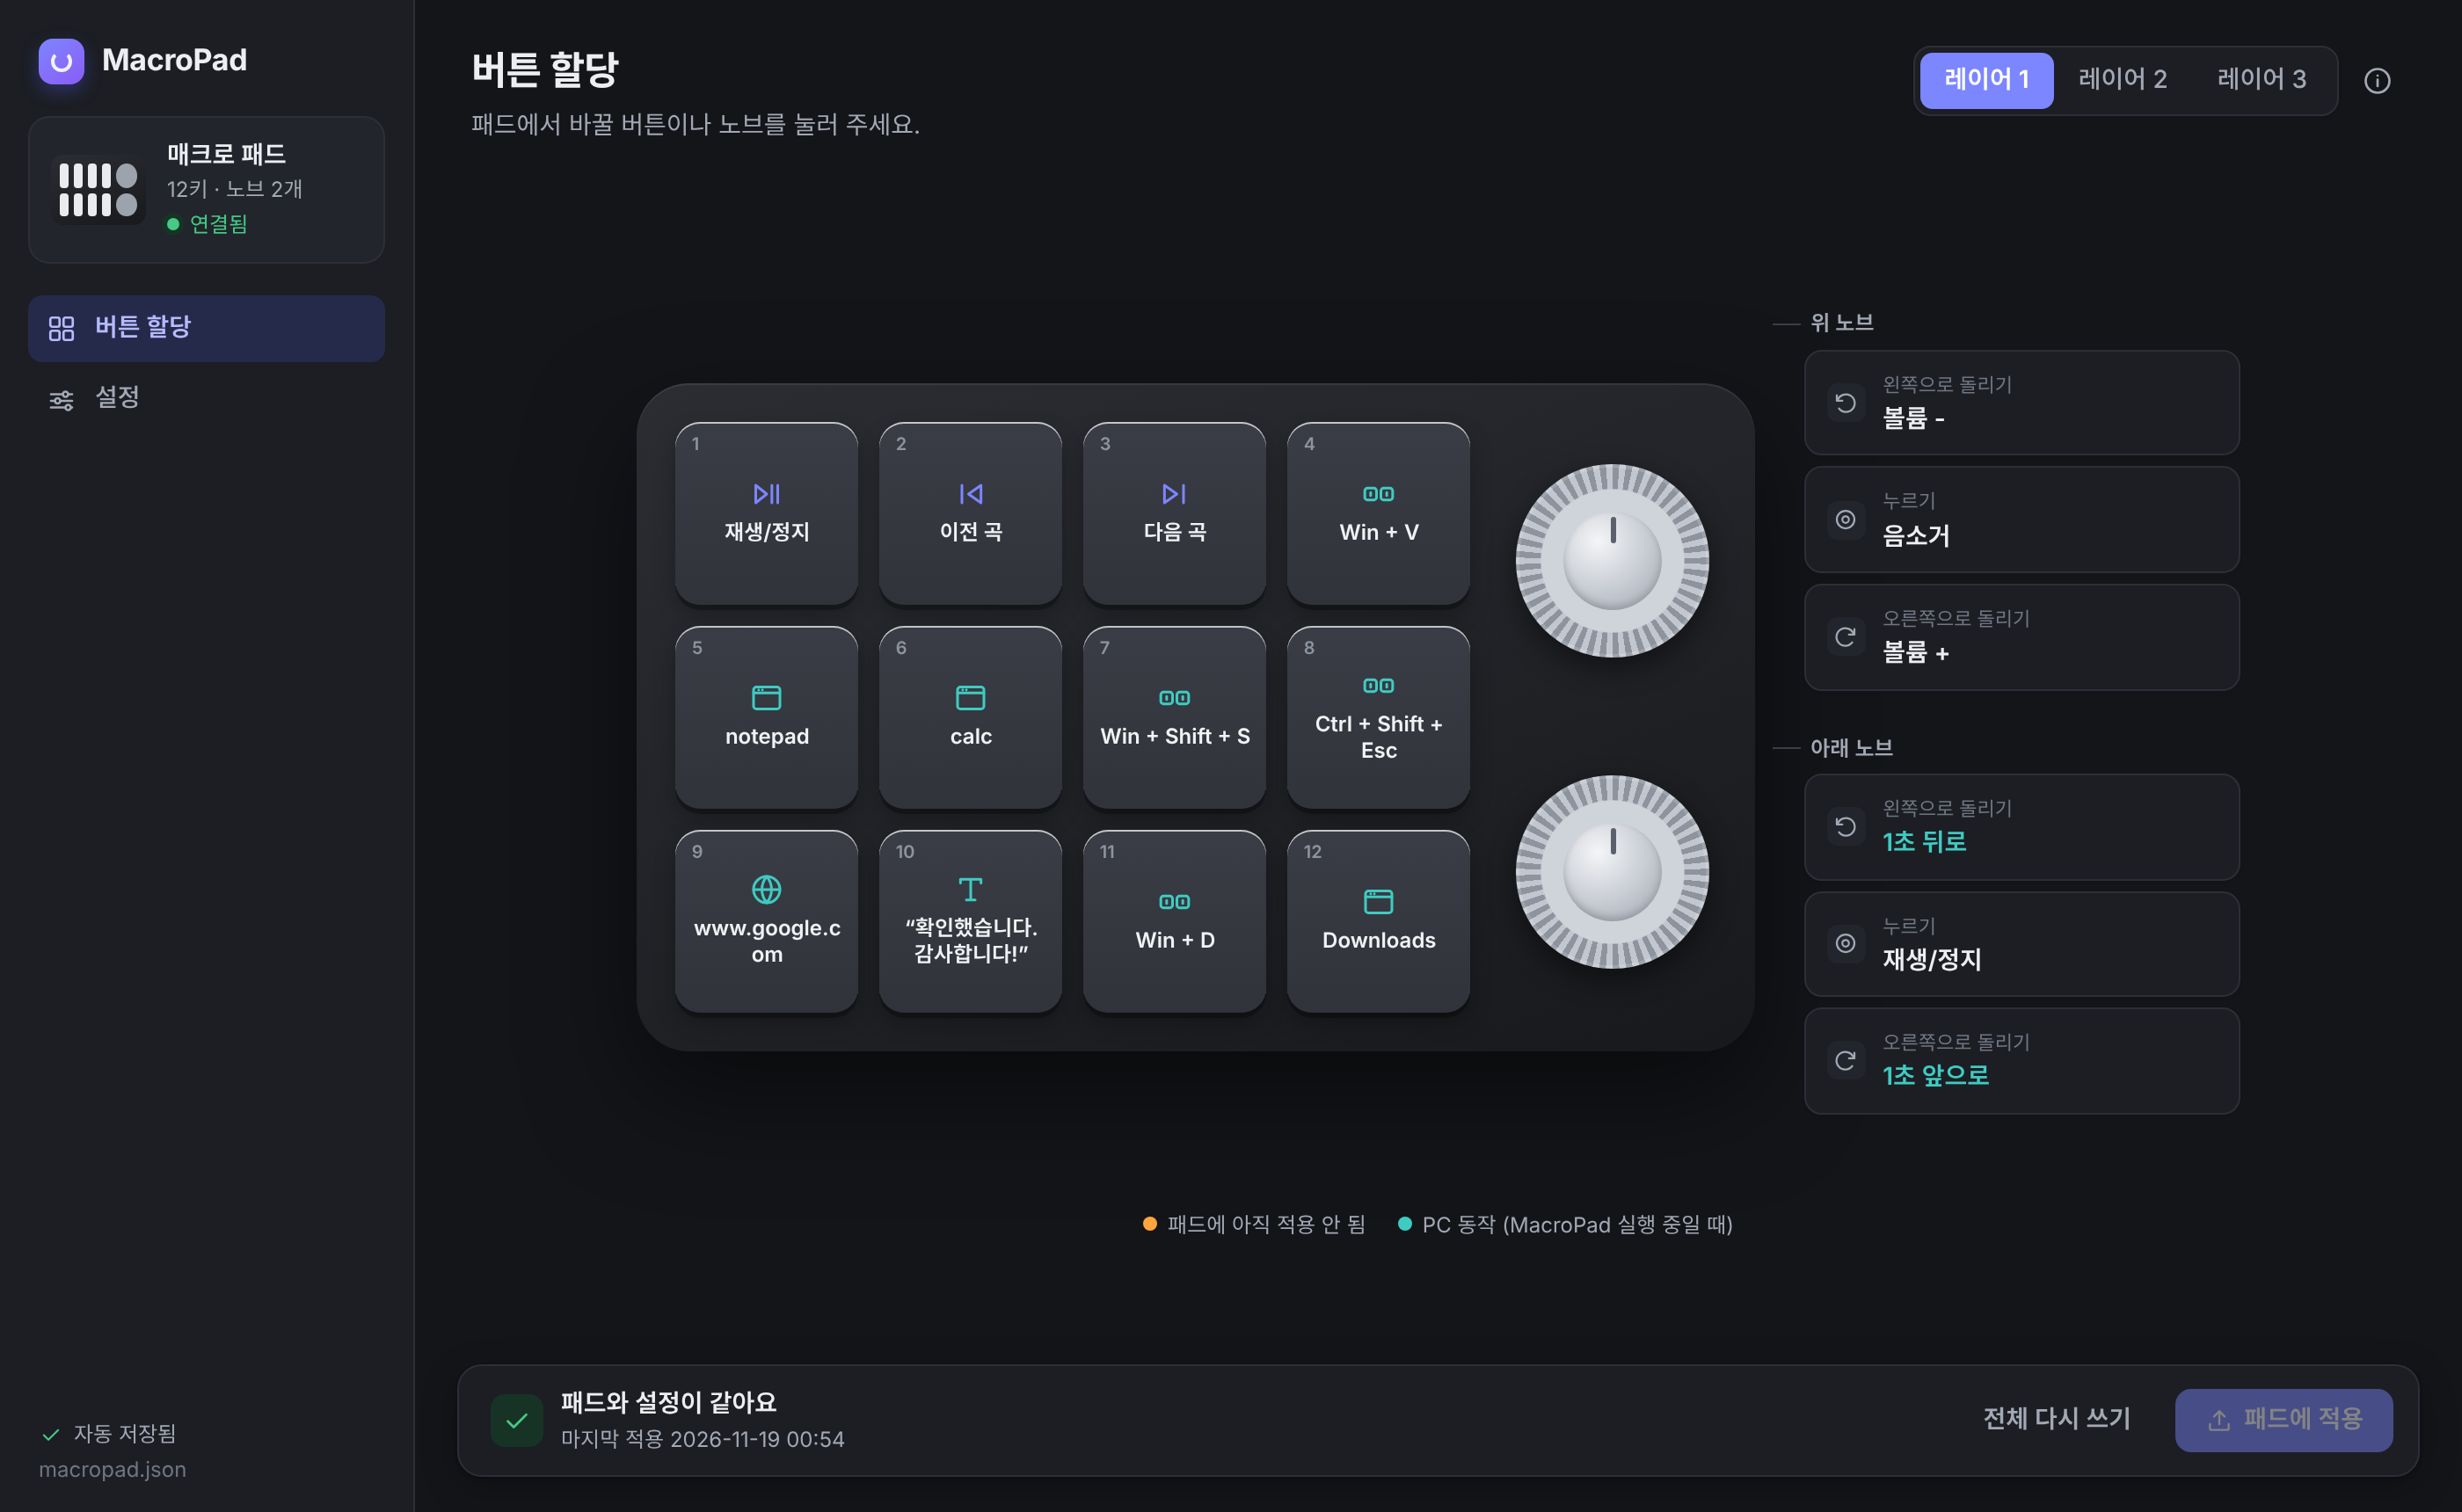 MacroPad
매크로 패드
12키 · 노브 2개
연결됨
버튼 할당
설정
자동 저장됨
macropad.json
버튼 할당
패드에서 바꿀 버튼이나 노브를 눌러 주세요.
레이어 1
레이어 2
레이어 3
1
재생/정지
2
이전 곡
3
다음 곡
4
Win + V
5
notepad
6
calc
7
Win + Shift + S
8
Ctrl + Shift +
Esc
9
www.google.c
om
10
“확인했습니다.
감사합니다!”
11
Win + D
12
Downloads
위 노브
왼쪽으로 돌리기
볼륨 -
누르기
음소거
오른쪽으로 돌리기
볼륨 +
아래 노브
왼쪽으로 돌리기
1초 뒤로
누르기
재생/정지
오른쪽으로 돌리기
1초 앞으로
패드에 아직 적용 안 됨
PC 동작 (MacroPad 실행 중일 때)
패드와 설정이 같아요
마지막 적용 2026-11-19 00:54
전체 다시 쓰기
패드에 적용